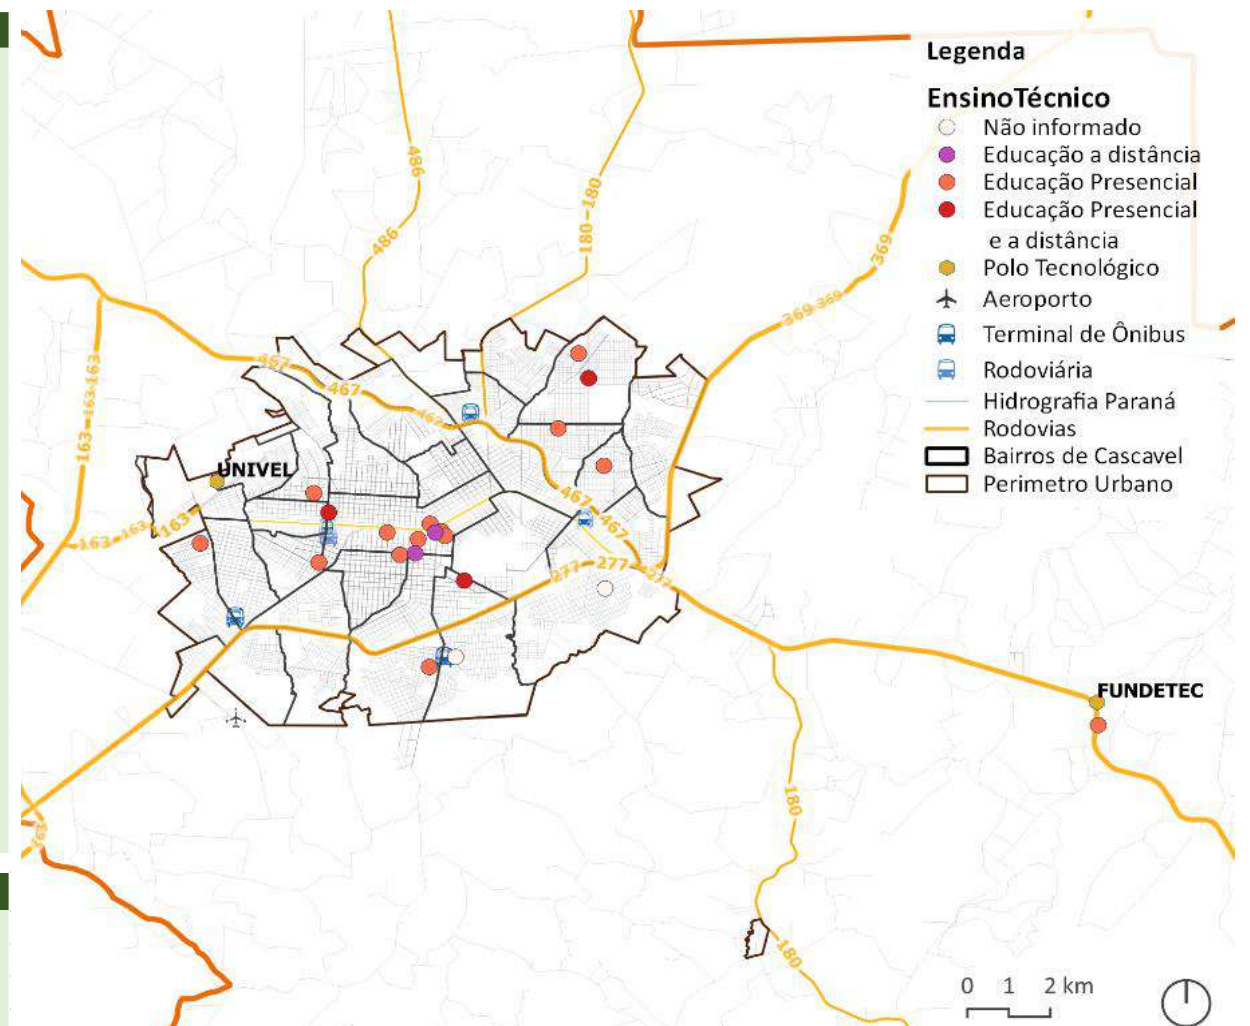 Legenda
EnsinoTécnico
Não informado
Educação a distância
Educação Presencial
Educação Presencial
e a distância
Polo Tecnológico
Aeroporto
Terminal de Ônibus
Rodoviária
Hidrografia Paraná
Rodovias
Bairros de Cascavel
Perimetro Urbano
486
486
180-180
369
369 369
467
467
467
163-163-163
UNIVEL
163-163-163
467-467
277-277-277
FUNDETEC
180
163
180
0 1 2 km